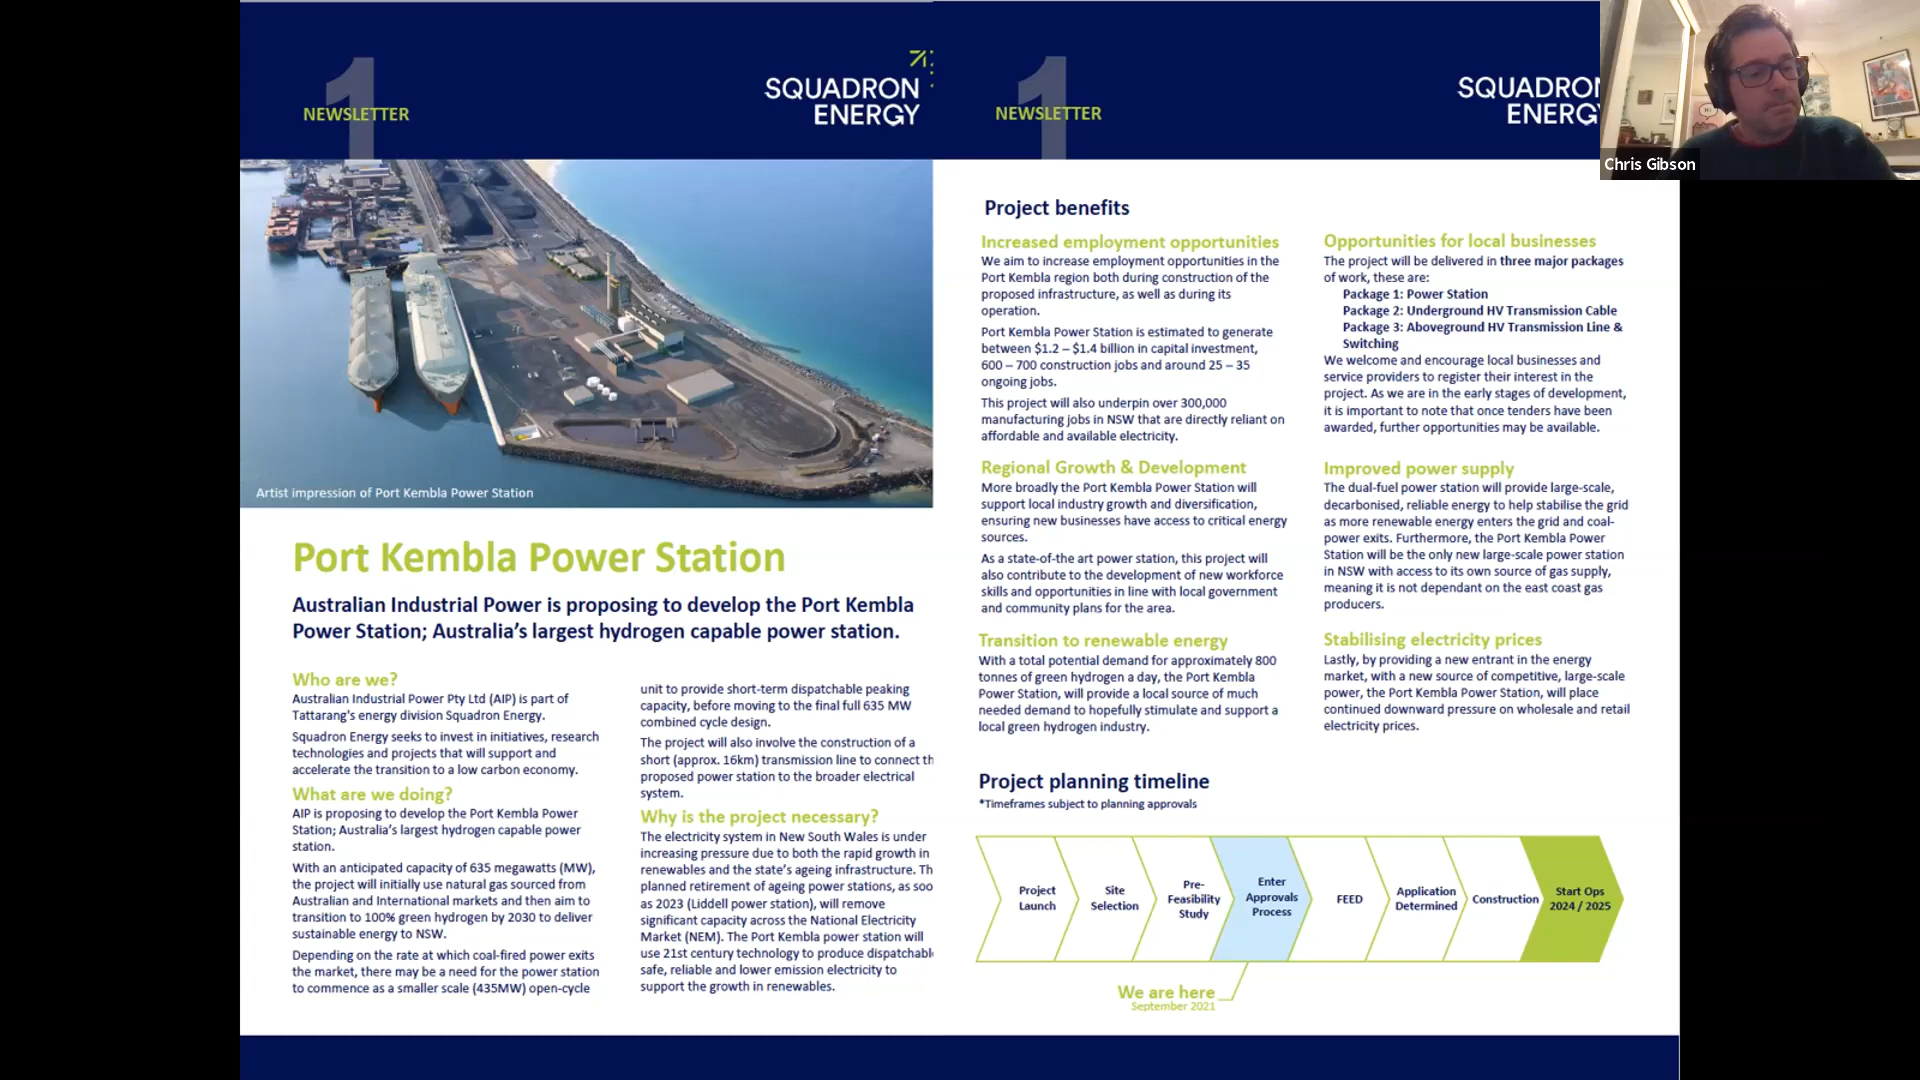 1
NEWSLETTER
SQUADRON
ENERGY
Artist impression of Port Kembla Power Station
Port Kembla Power Station
Australian Industrial Power is proposing to develop the Port Kembla
Power Station; Australia's largest hydrogen capable power station.
Who are we?
Australian Industrial Power Pty Ltd (AIP) is part of
Tattarang's energy division Squadron Energy.
Squadron Energy seeks to invest in initiatives, research
technologies and projects that will support and
accelerate the transition to a low carbon economy.
What are we doing?
AIP is proposing to develop the Port Kembla Power
Station; Australia's largest hydrogen capable power
station.
With an anticipated capacity of 635 megawatts (MW),
the project will initially use natural gas sourced from
Australian and International markets and then aim to
transition to 100% green hydrogen by 2030 to deliver
sustainable energy to NSW.
Depending on the rate at which coal-fired power exits
the market, there may be a need for the power station
to commence as a smaller scale (435MW) open-cycle
unit to provide short-term dispatchable peaking
capacity, before moving to the final full 635 MW
combined cycle design.
The project will also involve the construction of a
short (approx. 16km) transmission line to connect th
proposed power station to the broader electrical
system.
Why is the project necessary?
The electricity system in New South Wales is under
increasing pressure due to both the rapid growth in
renewables and the state's ageing infrastructure. Th
planned retirement of ageing power stations, as soo
as 2023 (Liddell power station), will remove
significant capacity across the National Electricity
Market (NEM). The Port Kembla power station will
use 21st century technology to produce dispatchabl
safe, reliable and lower emission electricity to
support the growth in renewables.
1
NEWSLETTER
SQUADRON
ENERGY
Project benefits
Increased employment opportunities
We aim to increase employment opportunities in the
Port Kembla region both during construction of the
proposed infrastructure, as well as during its
operation.
Port Kembla Power Station is estimated to generate
between $1.2 – $1.4 billion in capital investment,
600 – 700 construction jobs and around 25 – 35
ongoing jobs.
This project will also underpin over 300,000
manufacturing jobs in NSW that are directly reliant on
affordable and available electricity.
Regional Growth & Development
More broadly the Port Kembla Power Station will
support local industry growth and diversification,
ensuring new businesses have access to critical energy
sources.
As a state-of-the art power station, this project will
also contribute to the development of new workforce
skills and opportunities in line with local government
and community plans for the area.
Transition to renewable energy
With a total potential demand for approximately 800
tonnes of green hydrogen a day, the Port Kembla
Power Station, will provide a local source of much
needed demand to hopefully stimulate and support a
local green hydrogen industry.
Opportunities for local businesses
The project will be delivered in three major packages
of work, these are:
Package 1: Power Station
Package 2: Underground HV Transmission Cable
Package 3: Aboveground HV Transmission Line &
Switching
We welcome and encourage local businesses and
service providers to register their interest in the
project. As we are in the early stages of development,
it is important to note that once tenders have been
awarded, further opportunities may be available.
Improved power supply
The dual-fuel power station will provide large-scale,
decarbonised, reliable energy to help stabilise the grid
as more renewable energy enters the grid and coal-
power exits. Furthermore, the Port Kembla Power
Station will be the only new large-scale power station
in NSW with access to its own source of gas supply,
meaning it is not dependant on the east coast gas
producers.
Stabilising electricity prices
Lastly, by providing a new entrant in the energy
market, with a new source of competitive, large-scale
power, the Port Kembla Power Station, will place
continued downward pressure on wholesale and retail
electricity prices.
Project planning timeline
*Timeframes subject to planning approvals
Project
Launch
Site
Selection
Pre-
Feasibility
Study
Enter
Approvals
Process
FEED
Application
Determined
Construction
Start Ops
2024 / 2025
We are here
September 2021
Chris Gibson